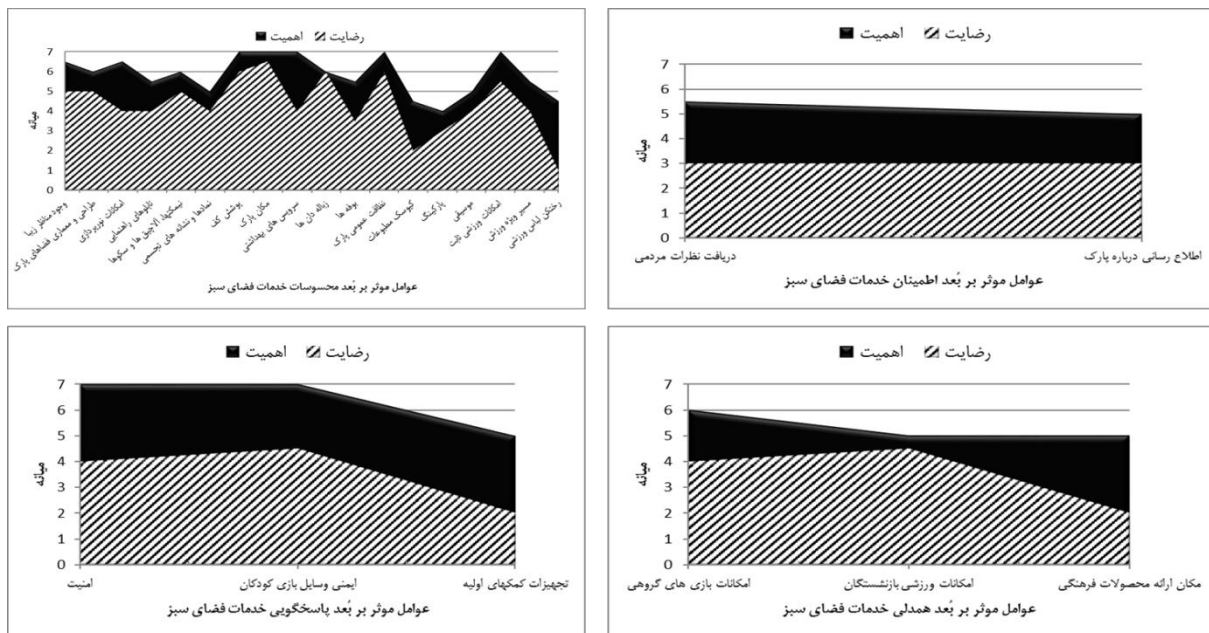 اهمیت رضایت
7
6
5
4
3
2
1
0
میانه
وجود مناظر زیبا
طراحی و معماری فضاهای پارک
امکانات نورپردازی
تابلوهای راهنمایی
نیمکتها، آلاچیق ها و سکوها
نمادها و نشانه های تجسمی
پوشش کف
مکان پارک
سرویس های بهداشتی
زباله دان ها
بوفه ها
نظافت عمومی پارک
کیوسک مطبوعات
پارکینگ
موسیقی
امکانات ورزشی ثابت
مسیر ویژه ورزش
رختکن لباس ورزشی
عوامل موثر بر بُعد محسوسات خدمات فضای سبز
اهمیت رضایت
7
6
5
4
3
2
1
0
میانه
دریافت نظرات مردمی
اطلاع رسانی درباره پارک
عوامل موثر بر بُعد اطمینان خدمات فضای سبز
اهمیت رضایت
7
6
5
4
3
2
1
0
میانه
امنیت
ایمنی وسایل بازی کودکان
تجهیزات کمکهای اولیه
عوامل موثر بر بُعد پاسخگویی خدمات فضای سبز
اهمیت رضایت
7
6
5
4
3
2
1
0
میانه
امکانات بازی های گروهی
امکانات ورزشی بازنشستگان
مکان ارائه محصولات فرهنگی
عوامل موثر بر بُعد همدلی خدمات فضای سبز